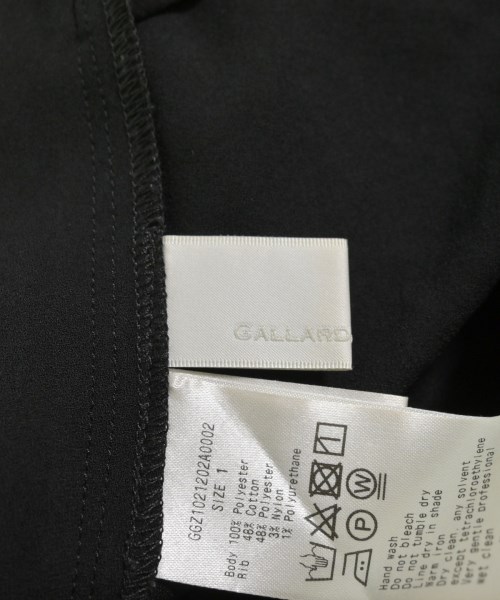 GALLARD
GGZ1021202A0002
SIZE 1
Body 100% Polyester
Rib 48% Cotton
48% Polyester
3% Nylon
1% Polyurethane
P
W
Hand wash
Do not bleach
Do not tumble dry
Line dry in shade
Warm iron
Dry clean, any solvent
except tetrachloroethylene
Very gentle professional
wet clean